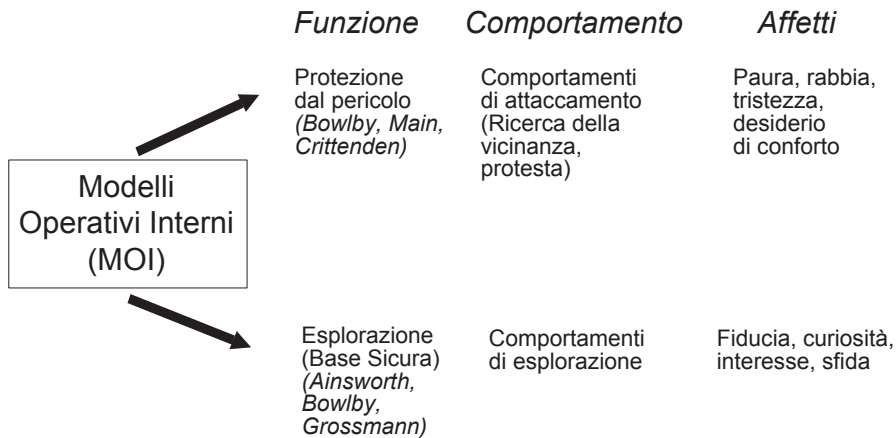 Funzione Comportamento Affetti
Protezione
dal pericolo
(Bowlby, Main,
Crittenden)
Comportamenti
di attaccamento
(Ricerca della
vicinanza,
protesta)
Paura, rabbia,
tristezza,
desiderio
di conforto
Modelli
Operativi Interni
(MOI)
Esplorazione
(Base Sicura)
(Ainsworth,
Bowlby,
Grossmann)
Comportamenti
di esplorazione
Fiducia, curiosità,
interesse, sfida